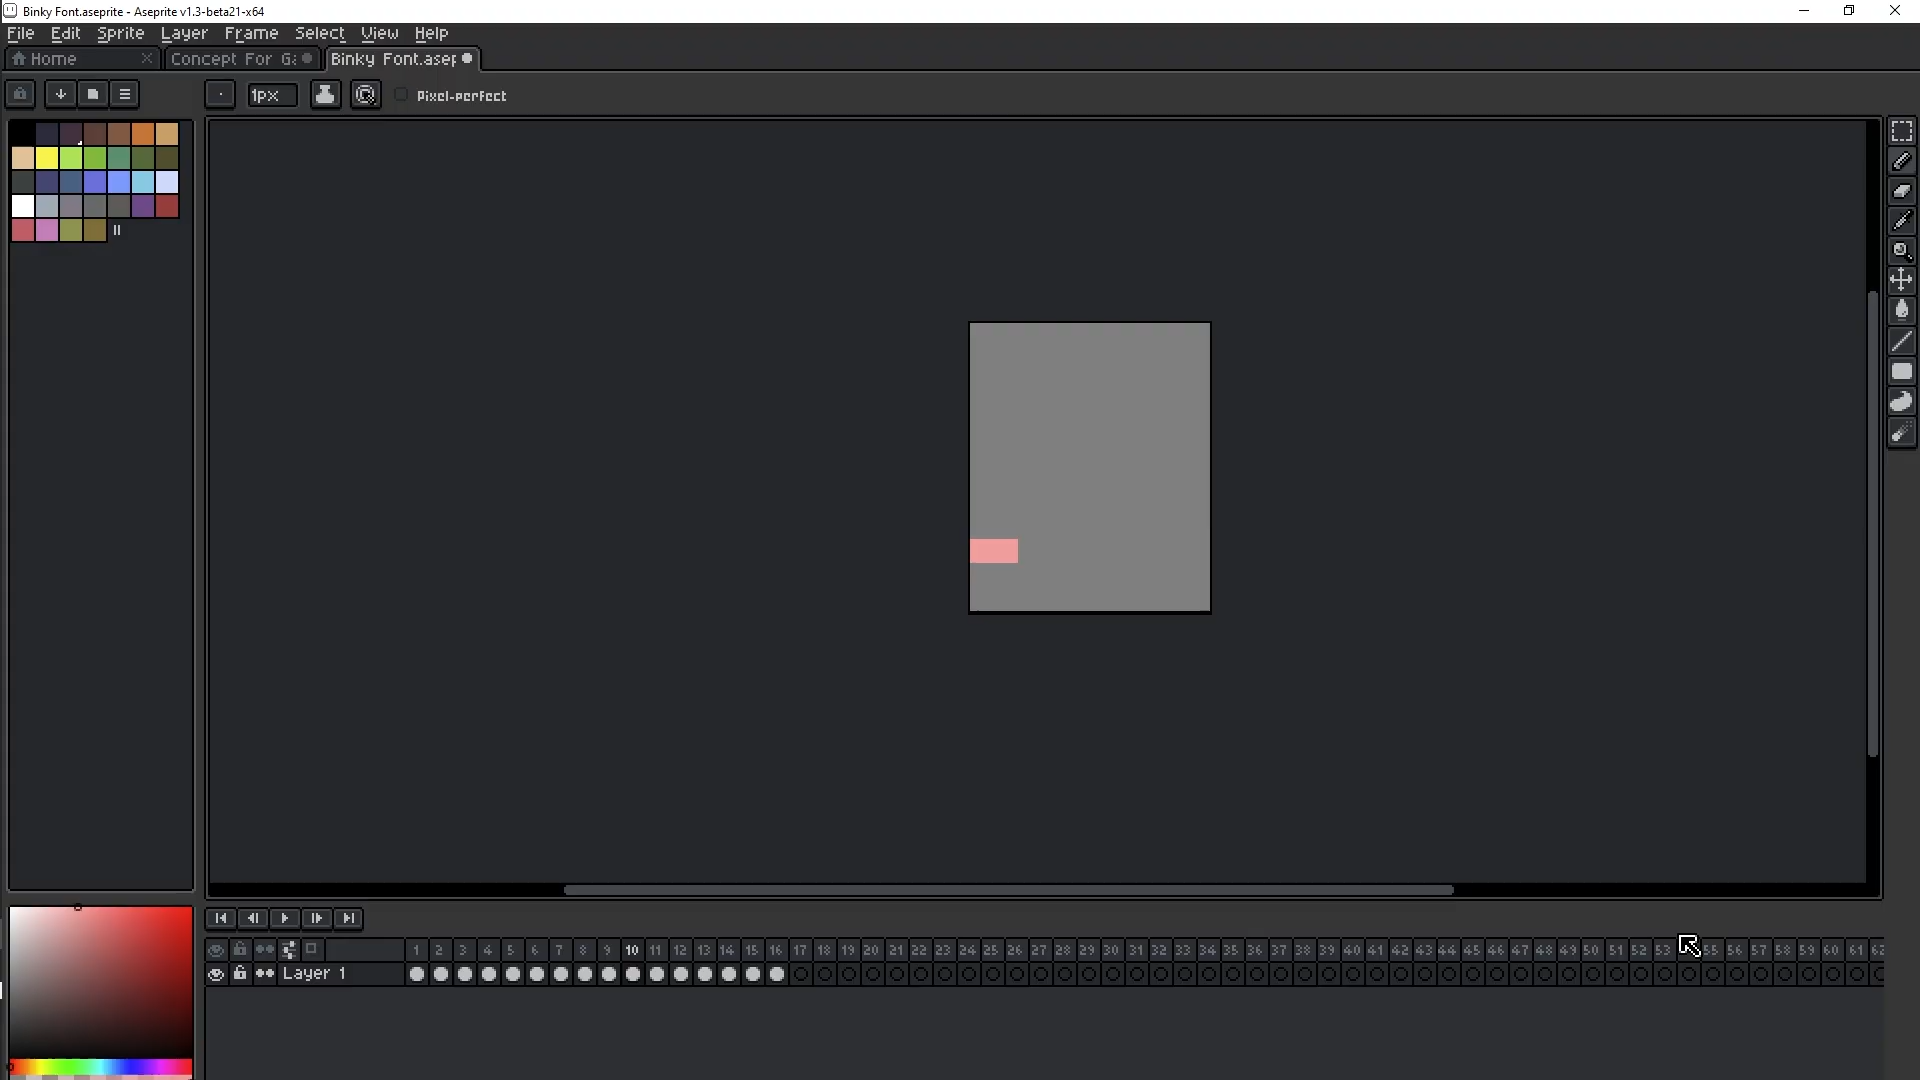 Binky Font.aseprite - Aseprite v1.3-beta21-x64
File Edit Sprite Layer Frame Select View Help
Home Concept For Ga Binky Font.asep
1px Pixel-perfect
1 2 3 4 5 6 7 8 9 10 11 12 13 14 15 16 17 18 19 20 21 22 23 24 25 26 27 28 29 30 31 32 33 34 35 36 37 38 39 40 41 42 43 44 45 46 47 48 49 50 51 52 53 55 56 57 58 59 60 61 62
Layer 1